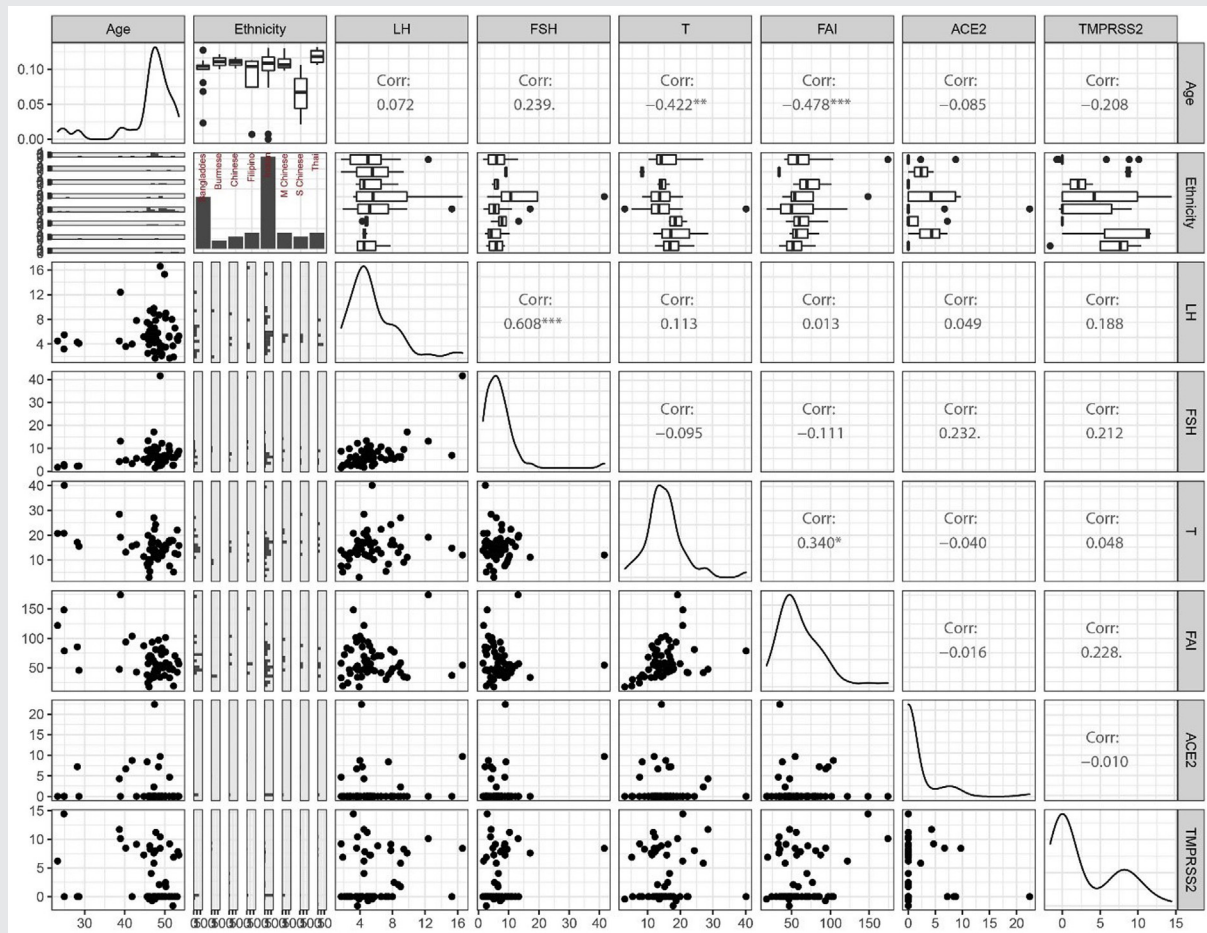 Age Ethnicity LH FSH T FAI ACE2 TMPRSS2
0.10
0.05
0.00
Corr:
0.072
Corr:
0.239.
Corr:
−0.422**
Corr:
−0.478***
Corr:
−0.085
Corr:
−0.208
Age
Bangladdes
Burmese
Chinese
Filipino
M Chinese
S Chinese
Thai
Ethnicity
16
12
8
4
Corr:
0.608***
Corr:
0.113
Corr:
0.013
Corr:
0.049
Corr:
0.188
LH
40
30
20
10
0
Corr:
−0.095
Corr:
−0.111
Corr:
0.232.
Corr:
0.212
FSH
40
30
20
10
Corr:
0.340*
Corr:
−0.040
Corr:
0.048
T
150
100
50
Corr:
−0.016
Corr:
0.228.
FAI
20
15
10
5
0
Corr:
−0.010
ACE2
15
10
5
0
TMPRSS2
30 40 50
4 8 12 16
0 10 20 30 40
10 20 30 40
50 100 150
0 5 10 15 20
0 5 10 15